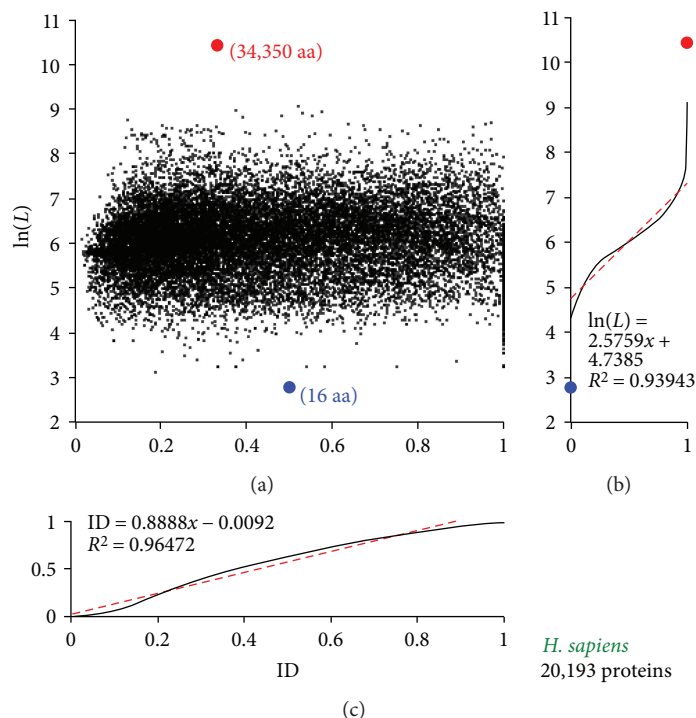 11
10
9
8
7
6
5
4
3
2
ln(L)
(34,350 aa)
(16 aa)
0
0.2
0.4
0.6
0.8
1
(a)
11
10
9
8
7
6
5
4
3
2
ln(L) =
2.5759x +
4.7385
R² = 0.93943
0
1
(b)
1
0.5
0
ID = 0.8888x − 0.0092
R² = 0.96472
0
0.2
0.4
0.6
0.8
1
ID
(c)
H. sapiens
20,193 proteins